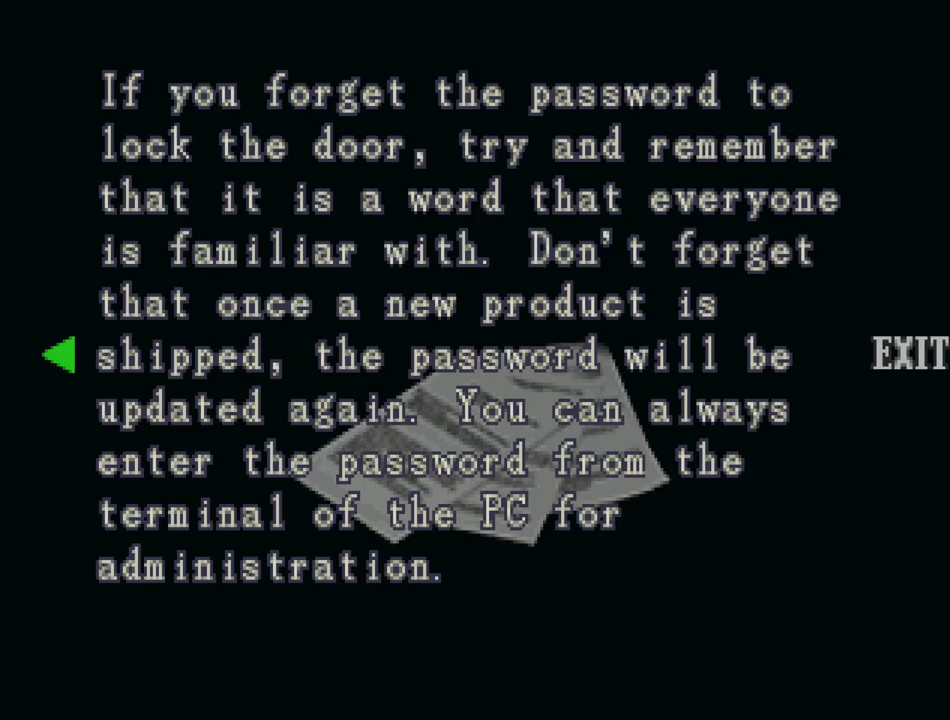 If you forget the password to
lock the door, try and remember
that it is a word that everyone
is familiar with. Don't forget
that once a new product is
shipped, the password will be
updated again. You can always
enter the password from the
terminal of the PC for
administration.
EXIT